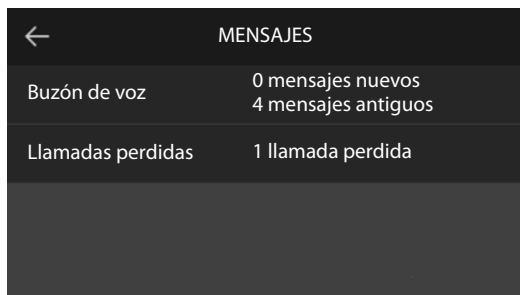 MENSAJES
Buzón de voz
0 mensajes nuevos
4 mensajes antiguos
Llamadas perdidas
1 llamada perdida